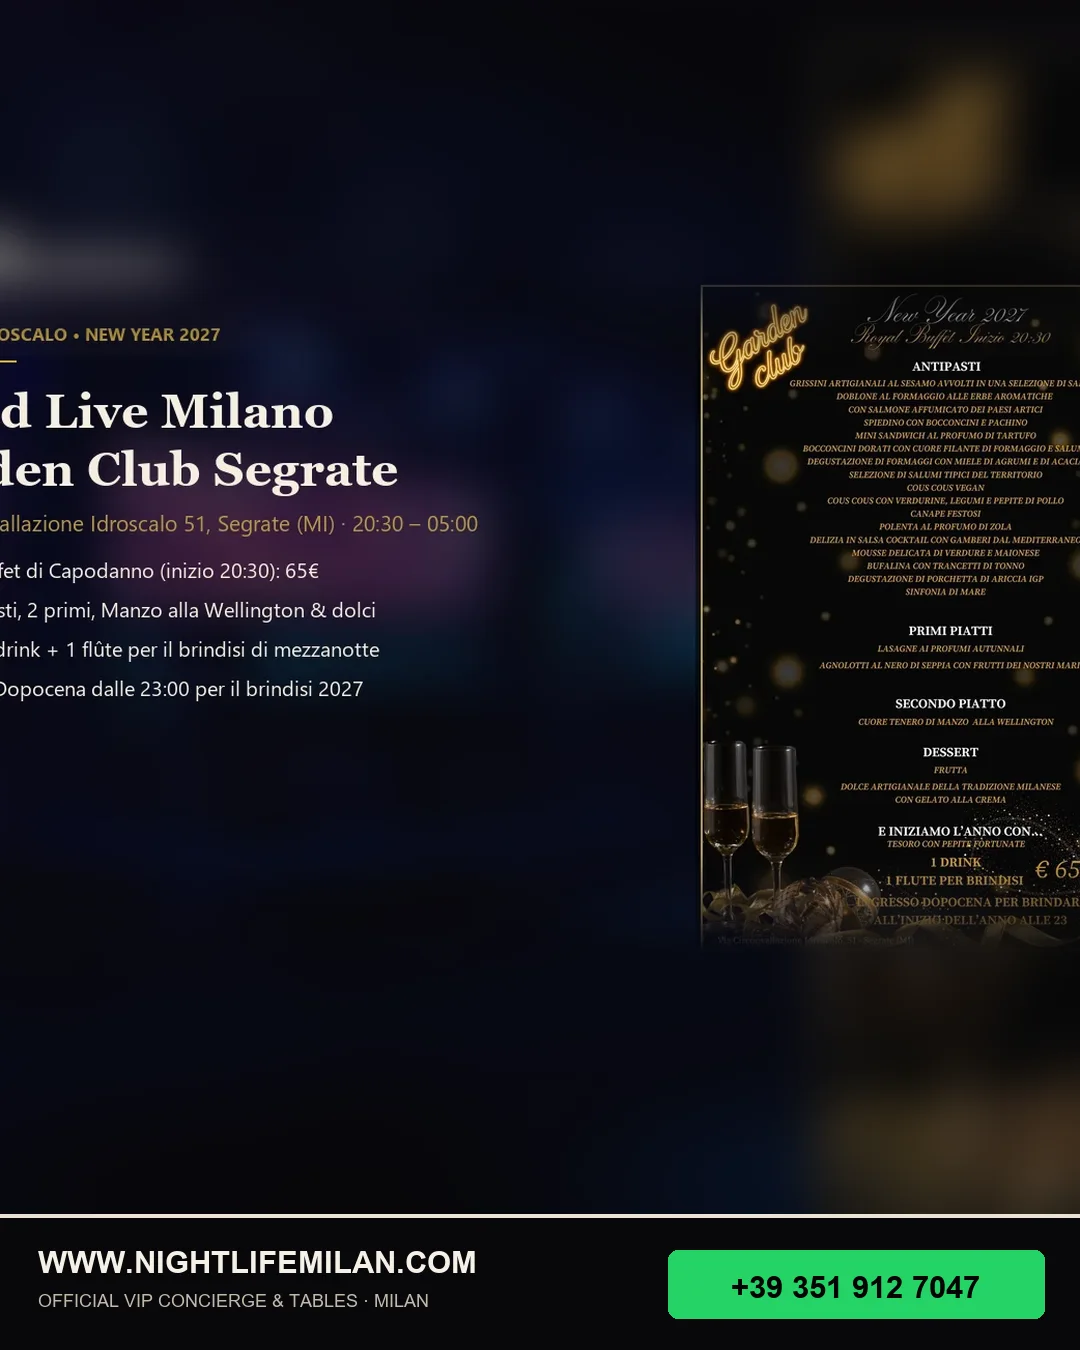 OSCALO • NEW YEAR 2027
d Live Milano
den Club Segrate
allazione Idroscalo 51, Segrate (MI) · 20:30 – 05:00
fet di Capodanno (inizio 20:30): 65€
sti, 2 primi, Manzo alla Wellington & dolci
drink + 1 flûte per il brindisi di mezzanotte
Dopocena dalle 23:00 per il brindisi 2027
Garden club
New Year 2027
Royal Buffet Inizio 20:30
ANTIPASTI
GRISSINI ARTIGIANALI AL SESAMO AVVOLTI IN UNA SELEZIONE DI SA
DOBLONE AL FORMAGGIO ALLE ERBE AROMATICHE
CON SALMONE AFFUMICATO DEI PAESI ARTICI
SPIEDINO CON BOCCONCINI E PACHINO
MINI SANDWICH AL PROFUMO DI TARTUFO
BOCCONCINI DORATI CON CUORE FILANTE DI FORMAGGIO E SALUM
DEGUSTAZIONE DI FORMAGGI CON MIELE DI AGRUMI E DI ACACIA
SELEZIONE DI SALUMI TIPICI DEL TERRITORIO
COUS COUS VEGAN
COUS COUS CON VERDURINE, LEGUMI E PEPITE DI POLLO
CANAPE FESTOSI
POLENTA AL PROFUMO DI ZOLA
DELIZIA IN SALSA COCKTAIL CON GAMBERI DAL MEDITERRANEO
MOUSSE DELICATA DI VERDURE E MAIONESE
BUFALINA CON TRANCETTI DI TONNO
DEGUSTAZIONE DI PORCHETTA DI ARICCIA IGP
SINFONIA DI MARE
PRIMI PIATTI
LASAGNE AI PROFUMI AUTUNNALI
AGNOLOTTI AL NERO DI SEPPIA CON FRUTTI DEI NOSTRI MARI
SECONDO PIATTO
CUORE TENERO DI MANZO ALLA WELLINGTON
DESSERT
FRUTTA
DOLCE ARTIGIANALE DELLA TRADIZIONE MILANESE
CON GELATO ALLA CREMA
E INIZIAMO L'ANNO CON...
TESORO CON PEPITE FORTUNATE
1 DRINK
€ 65
1 FLUTE PER BRINDISI
INGRESSO DOPOCENA PER BRINDAR
ALL'INIZIO DELL'ANNO ALLE 23
WWW.NIGHTLIFEMILAN.COM
OFFICIAL VIP CONCIERGE & TABLES · MILAN
+39 351 912 7047